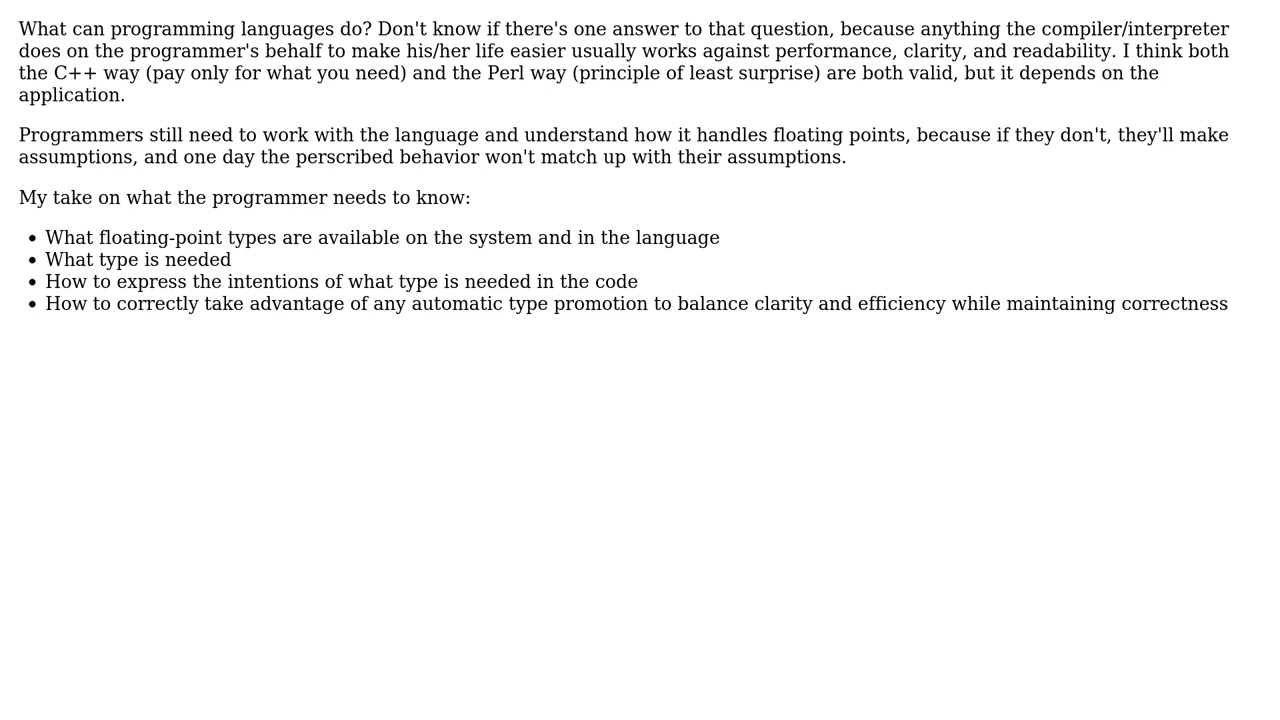 What can programming languages do? Don't know if there's one answer to that question, because anything the compiler/interpreter
does on the programmer's behalf to make his/her life easier usually works against performance, clarity, and readability. I think both
the C++ way (pay only for what you need) and the Perl way (principle of least surprise) are both valid, but it depends on the
application.
Programmers still need to work with the language and understand how it handles floating points, because if they don't, they'll make
assumptions, and one day the perscribed behavior won't match up with their assumptions.
My take on what the programmer needs to know:
• What floating-point types are available on the system and in the language
• What type is needed
• How to express the intentions of what type is needed in the code
• How to correctly take advantage of any automatic type promotion to balance clarity and efficiency while maintaining correctness